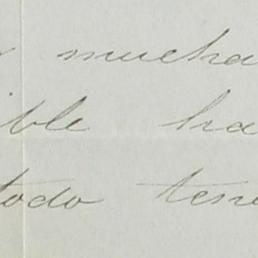 mucha
ible ha
todo tene